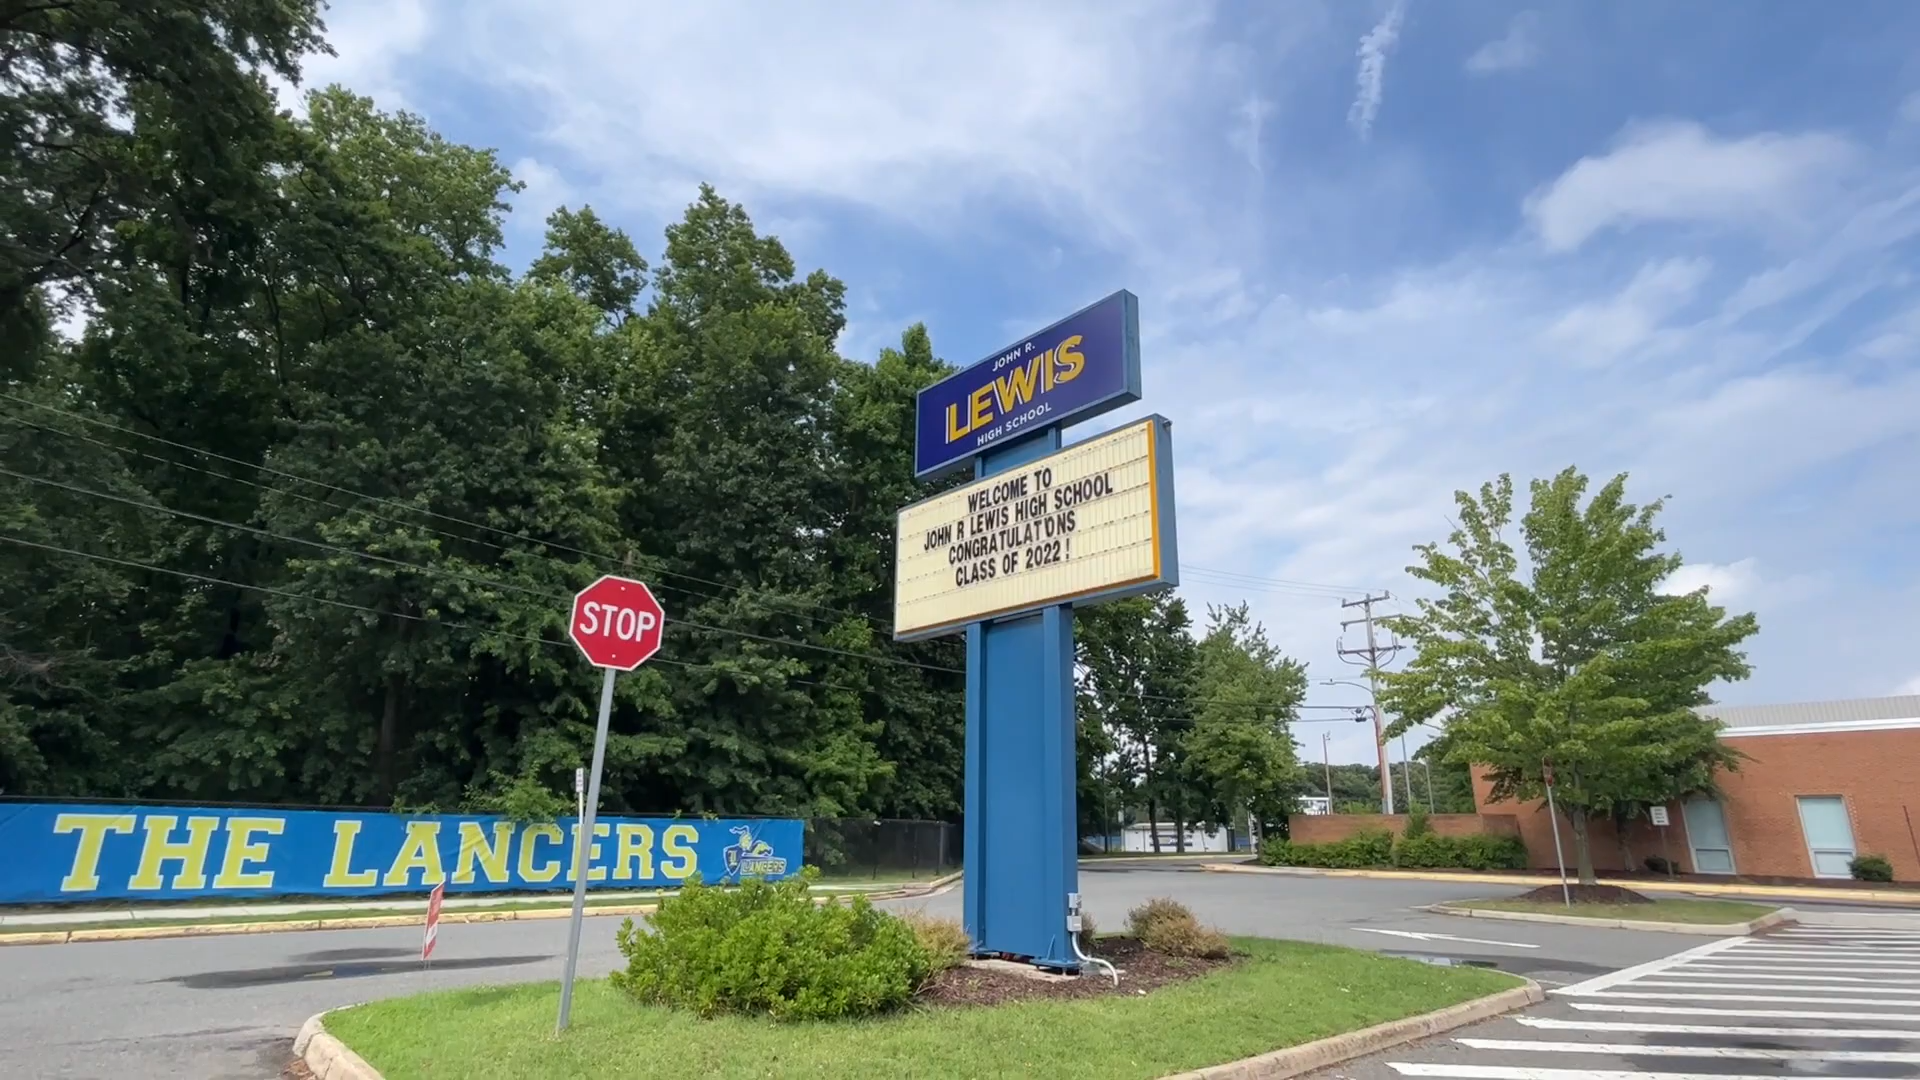 JOHN R.
LEWIS
HIGH SCHOOL
WELCOME TO
JOHN R LEWIS HIGH SCHOOL
CONGRATULAT'ONS
CLASS OF 2022!
STOP
THE LANCERS
L
LANCERS